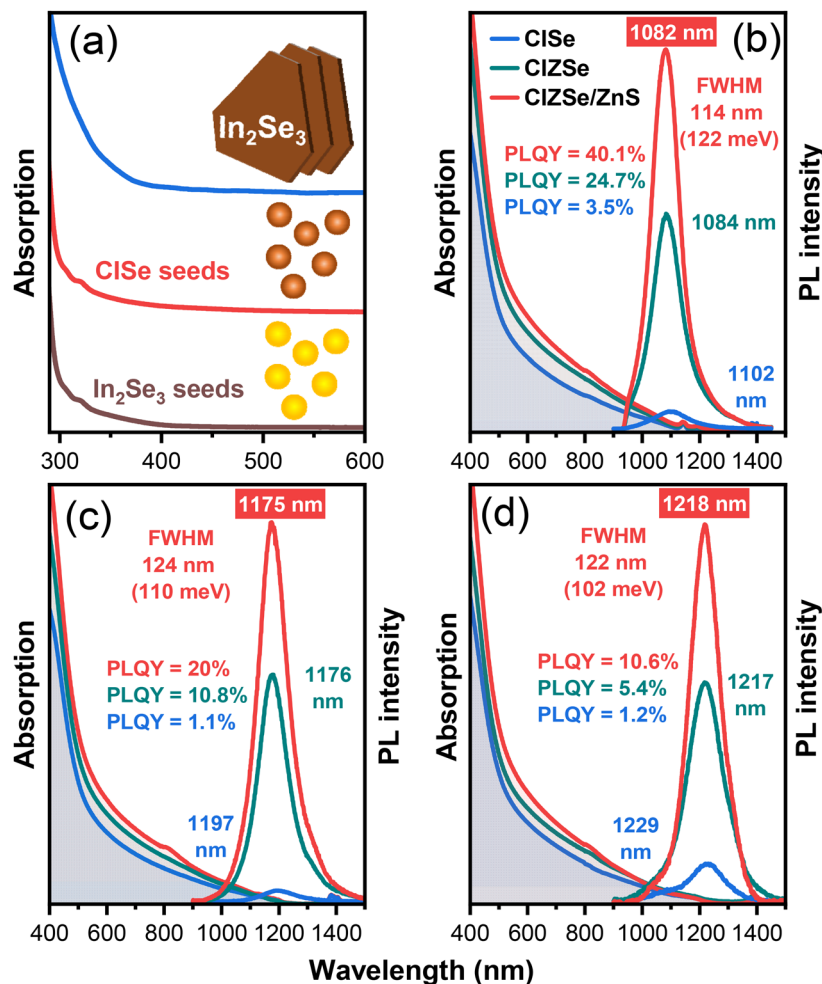 (a)
In2Se3
CISe seeds
In2Se3 seeds
Absorption
300
400
500
600
(b)
CISe
CIZSe
CIZSe/ZnS
1082 nm
FWHM
114 nm
(122 meV)
PLQY = 40.1%
PLQY = 24.7%
PLQY = 3.5%
1084 nm
1102
nm
Absorption
PL intensity
400
600
800
1000
1200
1400
(c)
1175 nm
FWHM
124 nm
(110 meV)
PLQY = 20%
PLQY = 10.8%
PLQY = 1.1%
1176
nm
1197
nm
Absorption
PL intensity
400
600
800
1000
1200
1400
(d)
1218 nm
FWHM
122 nm
(102 meV)
PLQY = 10.6%
PLQY = 5.4%
PLQY = 1.2%
1217
nm
1229
nm
Absorption
PL intensity
400
600
800
1000
1200
1400
Wavelength (nm)